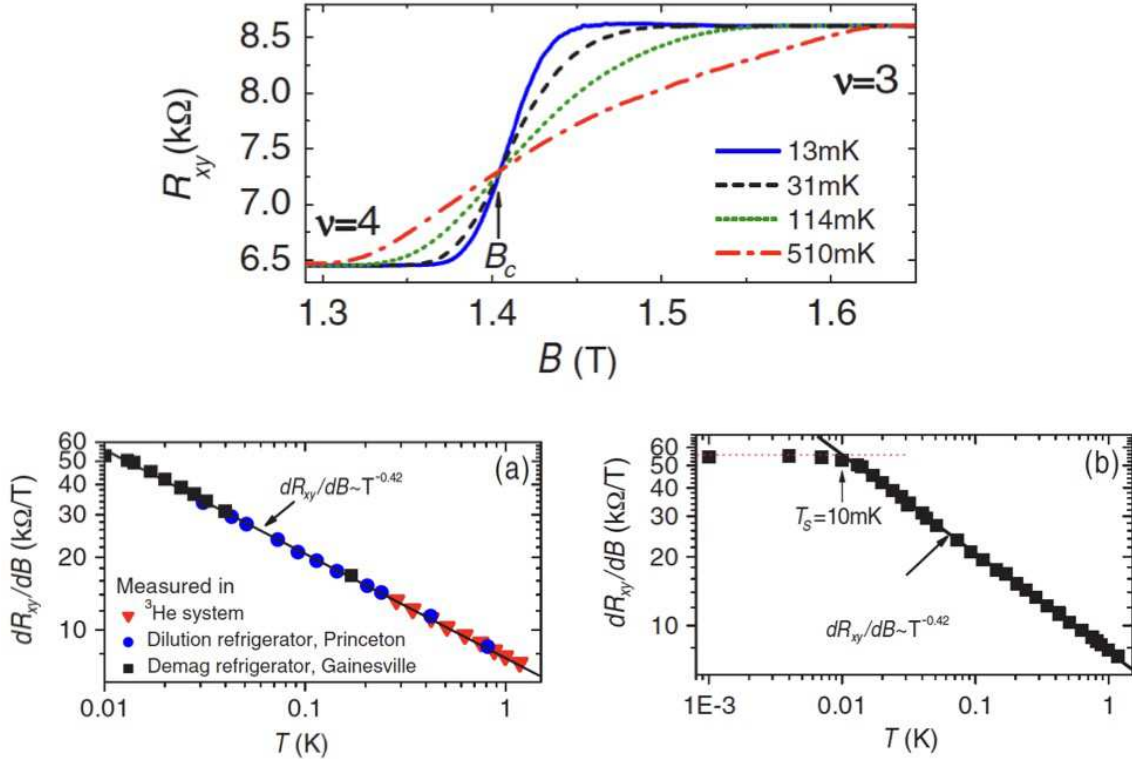 8.5
8.0
7.5
7.0
6.5
R_xy (kΩ)
ν=3
ν=4
B_c
13mK
31mK
114mK
510mK
1.3 1.4 1.5 1.6
B (T)
60
50
40
30
20
10
dR_xy/dB (kΩ/T)
(a)
dR_xy/dB~T^-0.42
Measured in
³He system
Dilution refrigerator, Princeton
Demag refrigerator, Gainesville
0.01 0.1 1
T (K)
60
50
40
30
20
10
dR_xy/dB (kΩ/T)
(b)
T_S=10mK
dR_xy/dB~T^-0.42
1E-3 0.01 0.1 1
T (K)